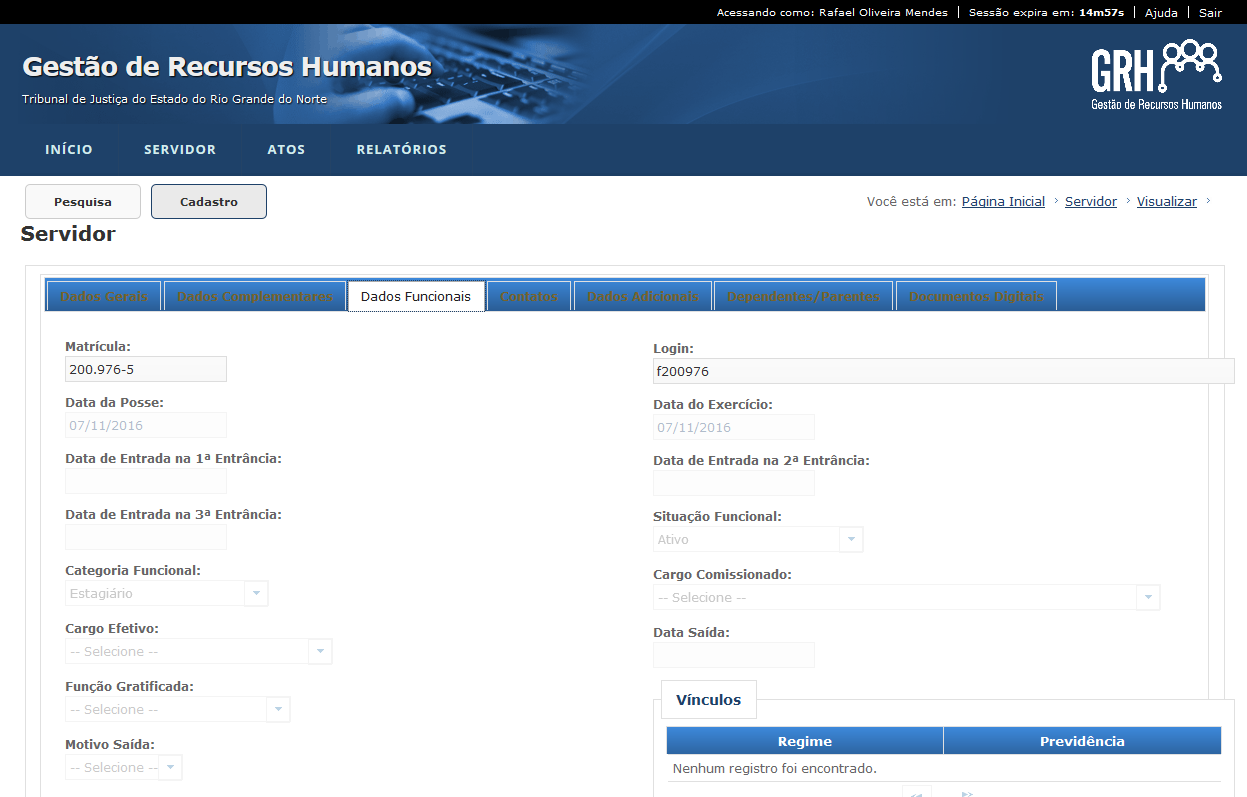 Acessando como: Rafael Oliveira Mendes | Sessão expira em: 14m57s | Ajuda | Sair
Gestão de Recursos Humanos
Tribunal de Justiça do Estado do Rio Grande do Norte
GRH
Gestão de Recursos Humanos
INÍCIO SERVIDOR ATOS RELATÓRIOS
Pesquisa Cadastro
Você está em: Página Inicial > Servidor > Visualizar >
Servidor
Dados Gerais Dados Complementares Dados Funcionais Contatos Dados Adicionais Dependentes/Parentes Documentos Digitais
Matrícula:
200.976-5
Login:
f200976
Data da Posse:
07/11/2016
Data do Exercício:
07/11/2016
Data de Entrada na 1ª Entrância:
Data de Entrada na 2ª Entrância:
Data de Entrada na 3ª Entrância:
Situação Funcional:
Ativo
Categoria Funcional:
Estagiário
Cargo Comissionado:
-- Selecione --
Cargo Efetivo:
-- Selecione --
Data Saída:
Função Gratificada:
-- Selecione --
Motivo Saída:
-- Selecione --
Vínculos
Regime Previdência
Nenhum registro foi encontrado.